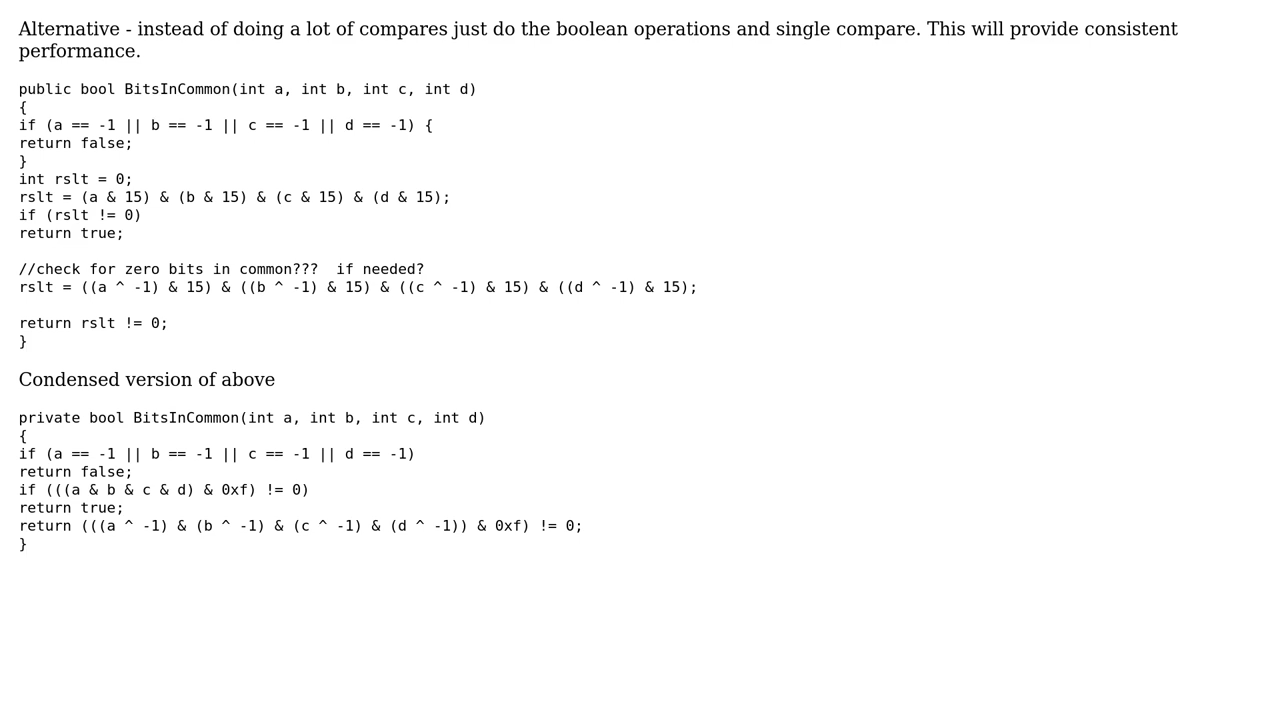 Alternative - instead of doing a lot of compares just do the boolean operations and single compare. This will provide consistent
performance.
public bool BitsInCommon(int a, int b, int c, int d)
{
if (a == -1 || b == -1 || c == -1 || d == -1) {
return false;
}
int rslt = 0;
rslt = (a & 15) & (b & 15) & (c & 15) & (d & 15);
if (rslt != 0)
return true;
//check for zero bits in common???  if needed?
rslt = ((a ^ -1) & 15) & ((b ^ -1) & 15) & ((c ^ -1) & 15) & ((d ^ -1) & 15);
return rslt != 0;
}
Condensed version of above
private bool BitsInCommon(int a, int b, int c, int d)
{
if (a == -1 || b == -1 || c == -1 || d == -1)
return false;
if (((a & b & c & d) & 0xf) != 0)
return true;
return (((a ^ -1) & (b ^ -1) & (c ^ -1) & (d ^ -1)) & 0xf) != 0;
}